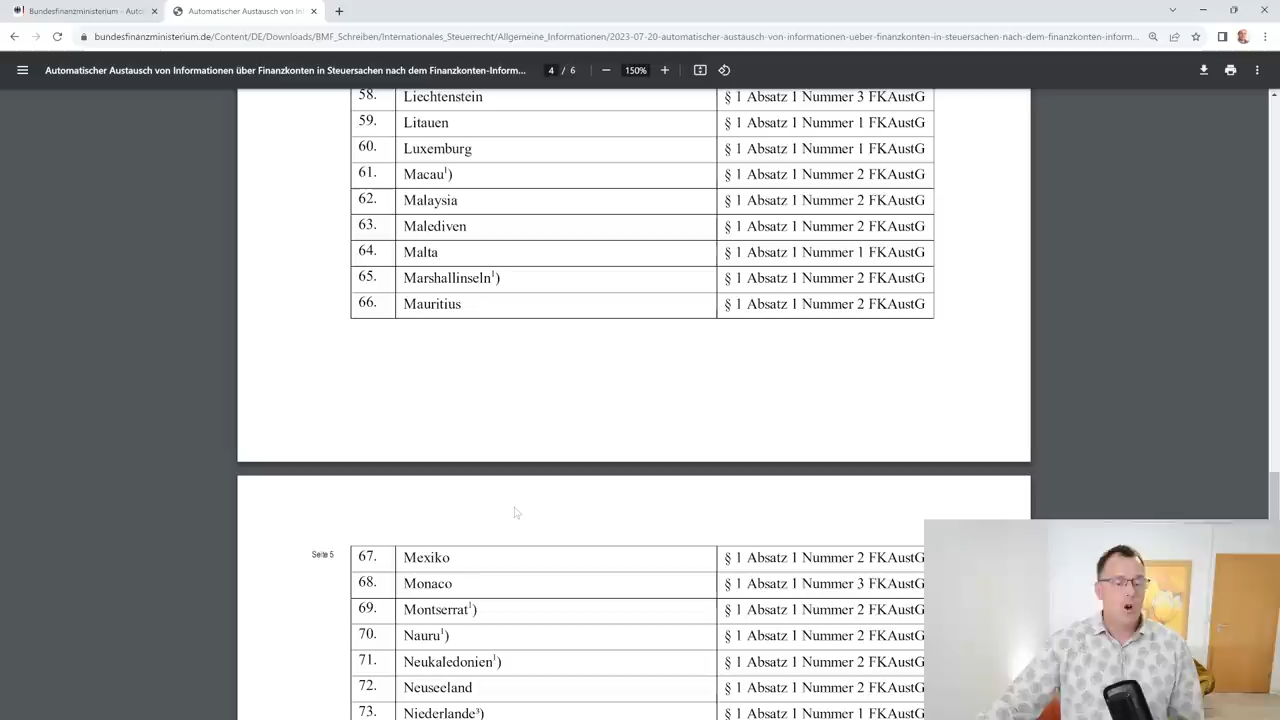 Bundesfinanzministerium - Auto
Automatischer Austausch von In
bundesfinanzministerium.de/Content/DE/Downloads/BMF_Schreiben/Internationales_Steuerrecht/Allgemeine_Informationen/2023-07-20-automatischer-austausch-von-informationen-ueber-finanzkonten-in-steuersachen-nach-dem-finanzkonten-inform...
Automatischer Austausch von Informationen über Finanzkonten in Steuersachen nach dem Finanzkonten-Inform...
4 / 6
150%
58. Liechtenstein § 1 Absatz 1 Nummer 3 FKAustG
59. Litauen § 1 Absatz 1 Nummer 1 FKAustG
60. Luxemburg § 1 Absatz 1 Nummer 1 FKAustG
61. Macau¹) § 1 Absatz 1 Nummer 2 FKAustG
62. Malaysia § 1 Absatz 1 Nummer 2 FKAustG
63. Malediven § 1 Absatz 1 Nummer 2 FKAustG
64. Malta § 1 Absatz 1 Nummer 1 FKAustG
65. Marshallinseln¹) § 1 Absatz 1 Nummer 2 FKAustG
66. Mauritius § 1 Absatz 1 Nummer 2 FKAustG
Seite 5
67. Mexiko § 1 Absatz 1 Nummer 2 FKAustG
68. Monaco § 1 Absatz 1 Nummer 3 FKAustG
69. Montserrat¹) § 1 Absatz 1 Nummer 2 FKAustG
70. Nauru¹) § 1 Absatz 1 Nummer 2 FKAustG
71. Neukaledonien¹) § 1 Absatz 1 Nummer 2 FKAustG
72. Neuseeland § 1 Absatz 1 Nummer 2 FKAustG
73. Niederlande³) § 1 Absatz 1 Nummer 1 FKAustG